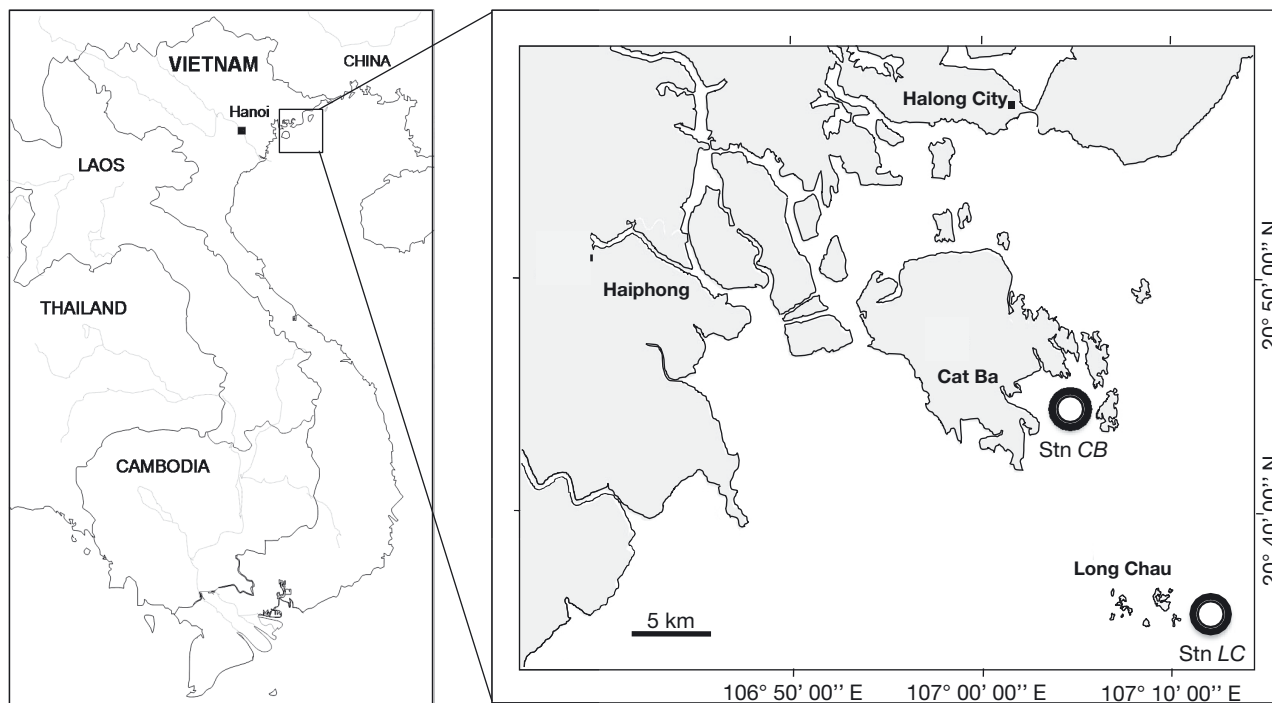 VIETNAM
CHINA
Hanoi
LAOS
THAILAND
CAMBODIA
Halong City
Haiphong
Cat Ba
Stn CB
Long Chau
5 km
Stn LC
20° 50' 00'' N
20° 40' 00'' N
106° 50' 00'' E
107° 00' 00'' E
107° 10' 00'' E